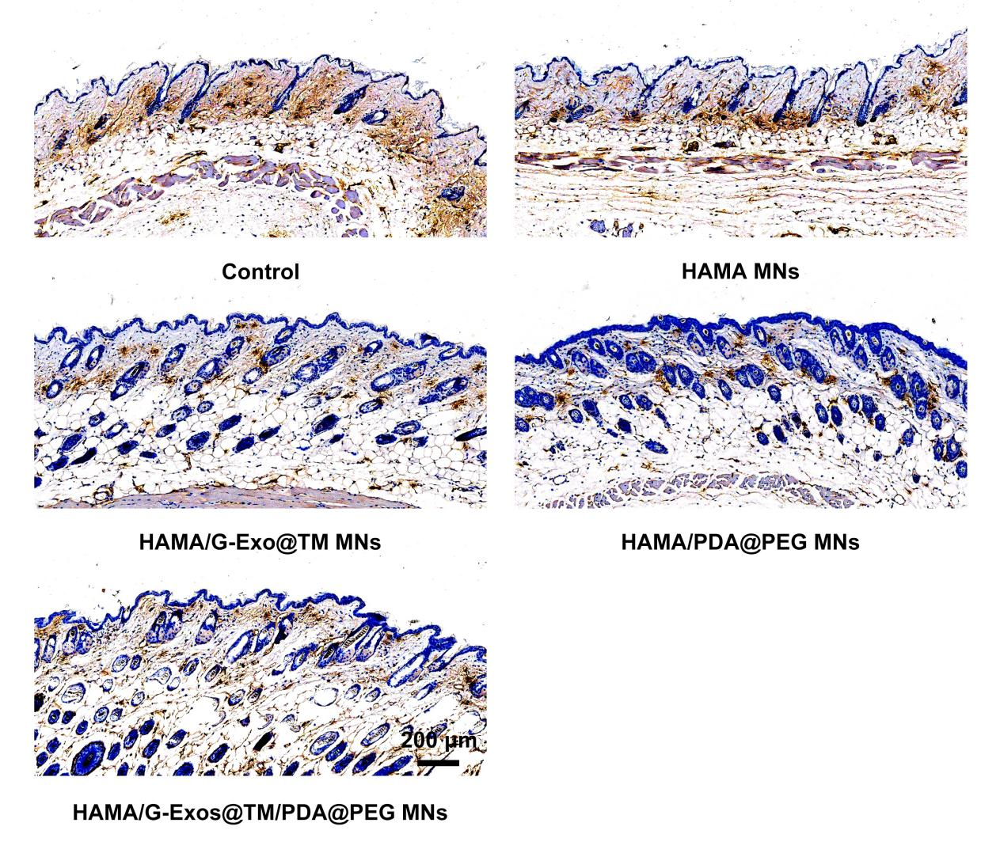 Control
HAMA MNs
HAMA/G-Exo@TM MNs
HAMA/PDA@PEG MNs
200 μm
HAMA/G-Exos@TM/PDA@PEG MNs